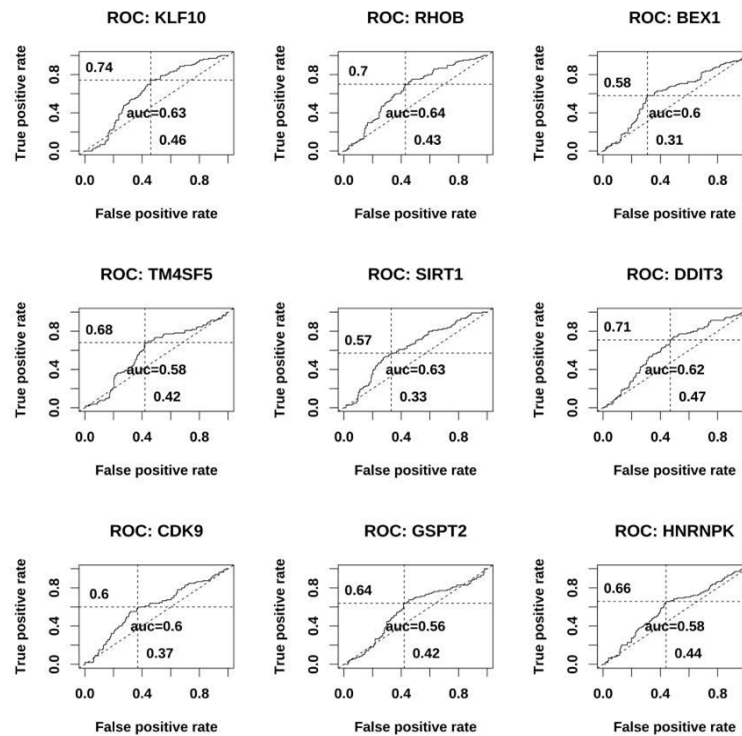 ROC: KLF10
True positive rate
0.0 0.4 0.8
0.74
auc=0.63
0.46
0.0 0.4 0.8
False positive rate
ROC: RHOB
True positive rate
0.0 0.4 0.8
0.7
auc=0.64
0.43
0.0 0.4 0.8
False positive rate
ROC: BEX1
True positive rate
0.0 0.4 0.8
0.58
auc=0.6
0.31
0.0 0.4 0.8
False positive rate
ROC: TM4SF5
True positive rate
0.0 0.4 0.8
0.68
auc=0.58
0.42
0.0 0.4 0.8
False positive rate
ROC: SIRT1
True positive rate
0.0 0.4 0.8
0.57
auc=0.63
0.33
0.0 0.4 0.8
False positive rate
ROC: DDIT3
True positive rate
0.0 0.4 0.8
0.71
auc=0.62
0.47
0.0 0.4 0.8
False positive rate
ROC: CDK9
True positive rate
0.0 0.4 0.8
0.6
auc=0.6
0.37
0.0 0.4 0.8
False positive rate
ROC: GSPT2
True positive rate
0.0 0.4 0.8
0.64
auc=0.56
0.42
0.0 0.4 0.8
False positive rate
ROC: HNRNPK
True positive rate
0.0 0.4 0.8
0.66
auc=0.58
0.44
0.0 0.4 0.8
False positive rate